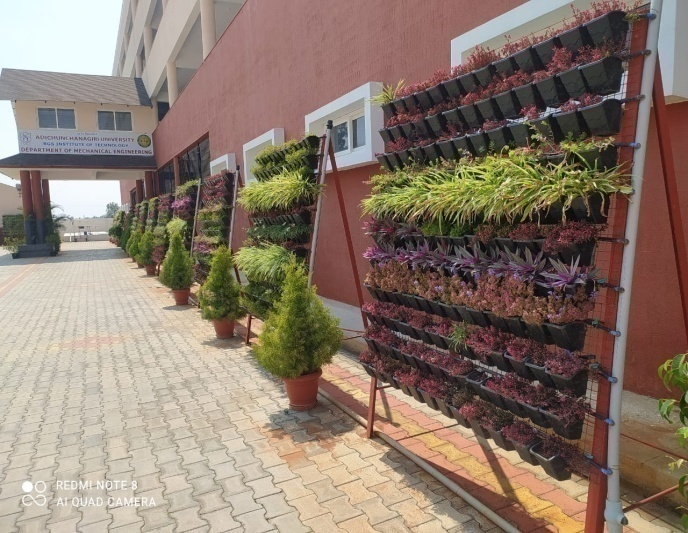 ADICHUNCHANAGIRI UNIVERSITY
BGS INSTITUTE OF TECHNOLOGY
DEPARTMENT OF MECHANICAL ENGINEERING
REDMI NOTE 8
AI QUAD CAMERA